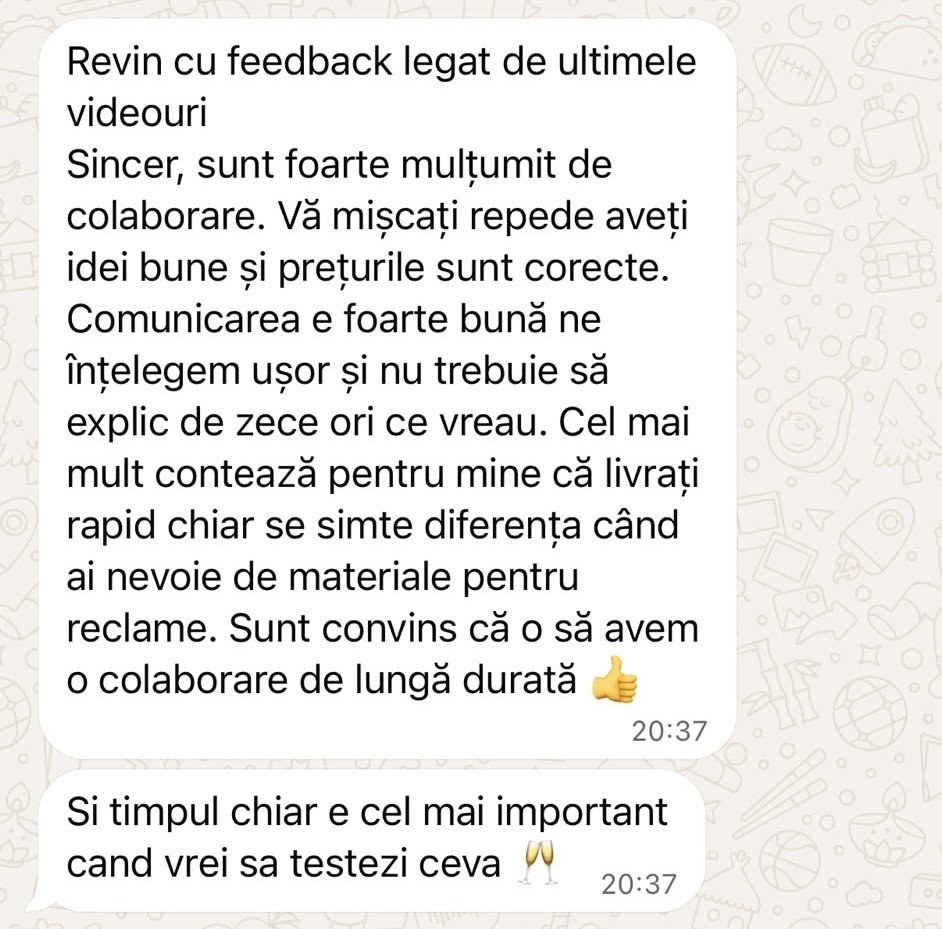 Revin cu feedback legat de ultimele
videouri
Sincer, sunt foarte mulțumit de
colaborare. Vă mișcați repede aveți
idei bune și prețurile sunt corecte.
Comunicarea e foarte bună ne
înțelegem ușor și nu trebuie să
explic de zece ori ce vreau. Cel mai
mult contează pentru mine că livrați
rapid chiar se simte diferența când
ai nevoie de materiale pentru
reclame. Sunt convins că o să avem
o colaborare de lungă durată 👍
20:37
Si timpul chiar e cel mai important
cand vrei sa testezi ceva 🥂
20:37